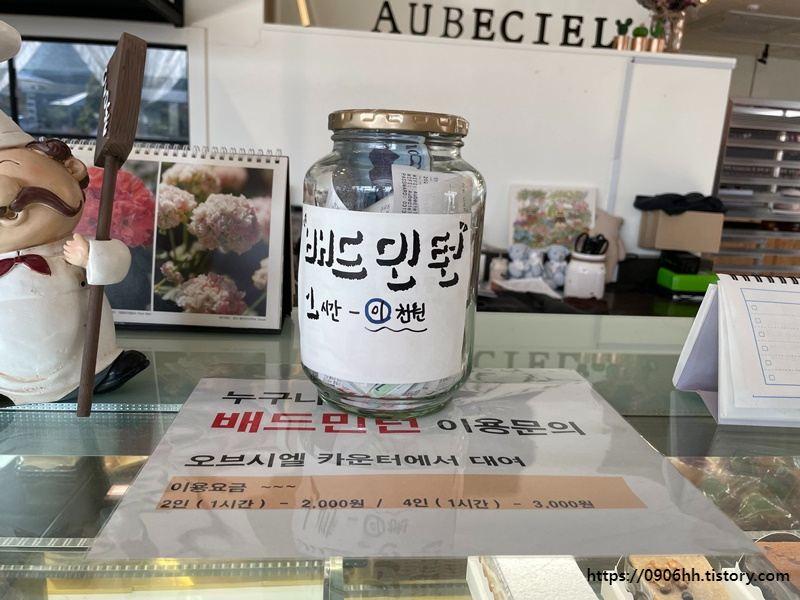 AUBECIEL
배드민턴
1시간 - 이천원
누구나
배드민턴 이용문의
오브시엘 카운터에서 대여
이용요금 ~~~
2인 ( 1시간 ) - 2,000원 / 4인 ( 1시간 ) - 3,000원
https://0906hh.tistory.com